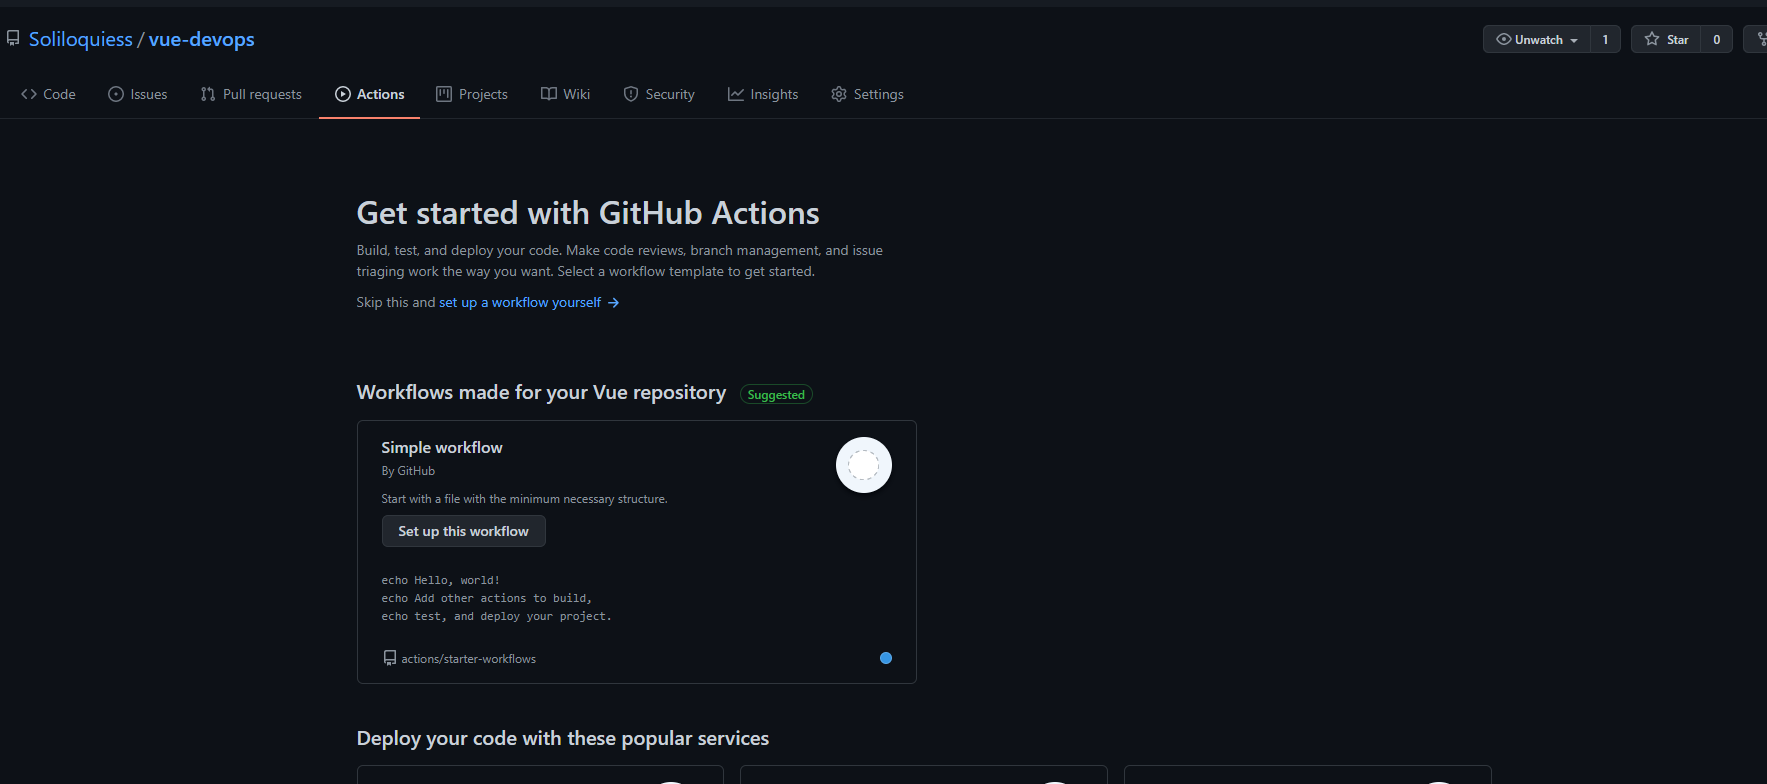 Soliloquiess / vue-devops
Unwatch 1 Star 0
Code Issues Pull requests Actions Projects Wiki Security Insights Settings
Get started with GitHub Actions
Build, test, and deploy your code. Make code reviews, branch management, and issue
triaging work the way you want. Select a workflow template to get started.
Skip this and set up a workflow yourself →
Workflows made for your Vue repository Suggested
Simple workflow
By GitHub
Start with a file with the minimum necessary structure.
Set up this workflow
echo Hello, world!
echo Add other actions to build,
echo test, and deploy your project.
actions/starter-workflows
Deploy your code with these popular services